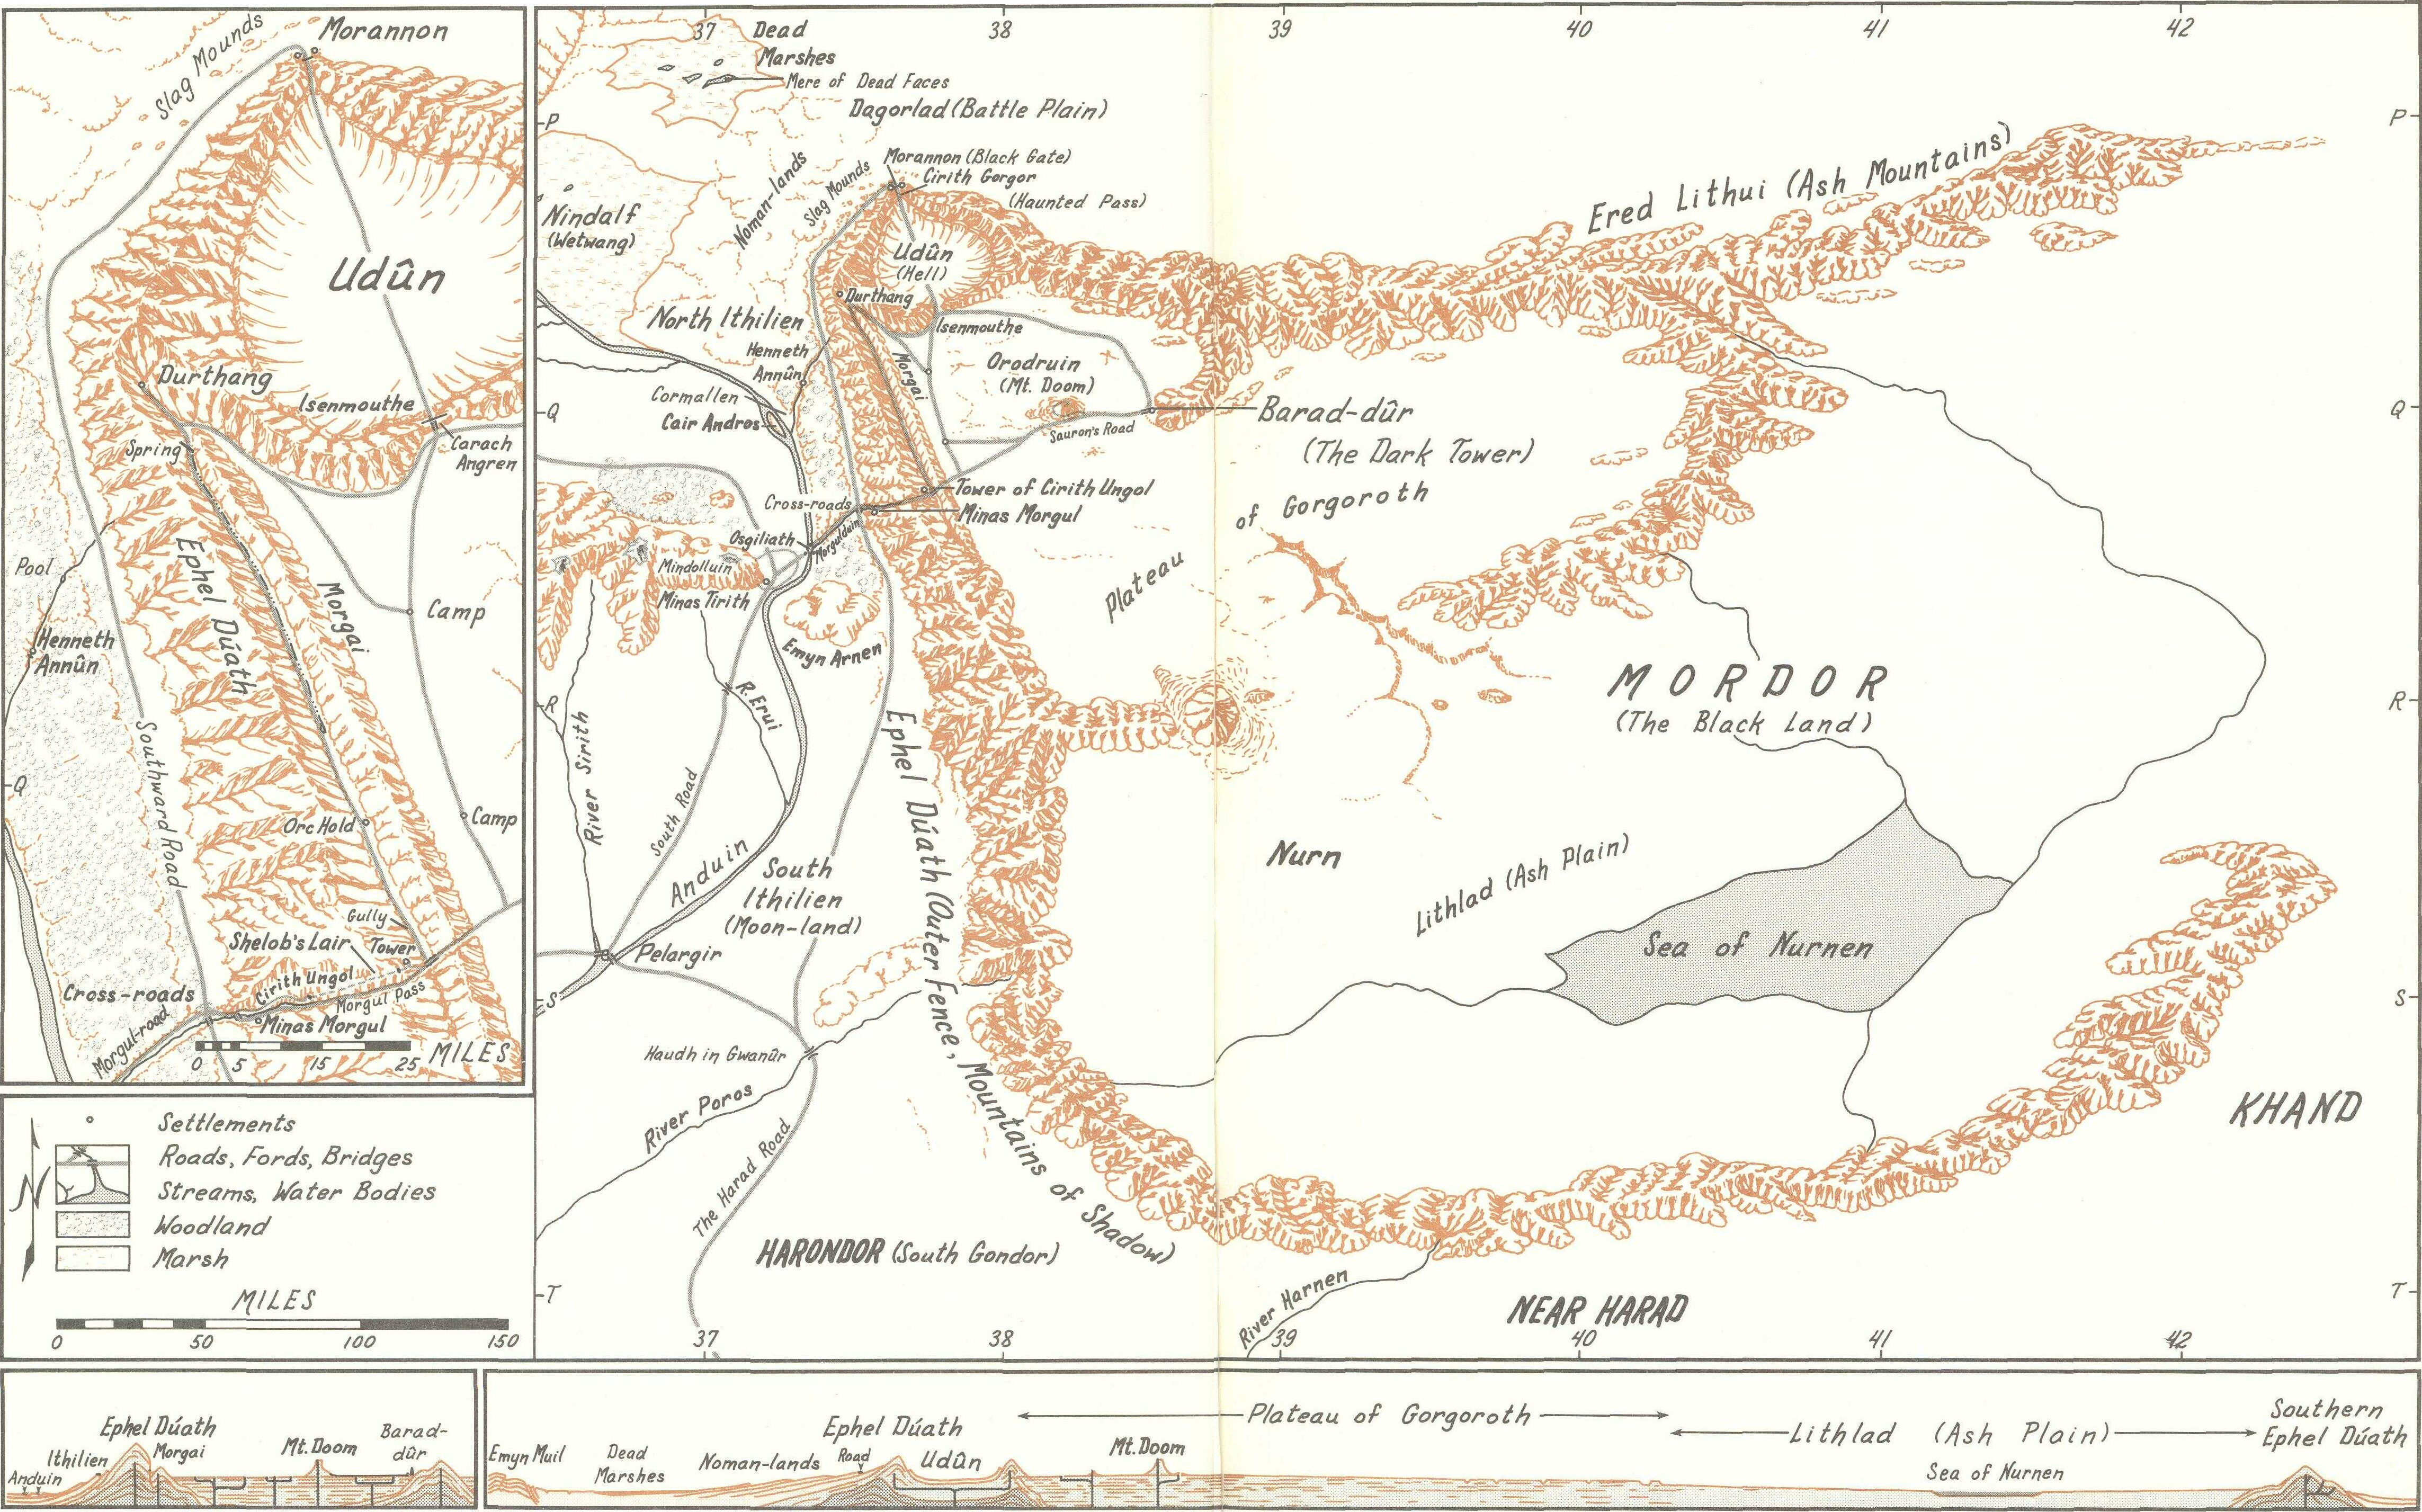 Slag Mounds
Morannon
Udûn
Durthang
Isenmouthe
Carach
Angren
Spring
Ephel Dúath
Morgai
Pool
Camp
Henneth
Annûn
Southward Road
Q
Orc Hold
Camp
Gully
Shelob's Lair
Tower
Cirith Ungol
Morgul Pass
Cross-roads
Minas Morgul
Morgul-road
0 5 15 25 MILES
N
Settlements
Roads, Fords, Bridges
Streams, Water Bodies
Woodland
Marsh
MILES
0 50 100 150
37 38 39 40 41 42
Dead
Marshes
Mere of Dead Faces
Dagorlad (Battle Plain)
P
P
Morannon (Black Gate)
Cirith Gorgor
(Haunted Pass)
Noman-lands
Slag Mounds
Nindalf
(Wetwang)
Ered Lithui (Ash Mountains)
Udûn
(Hell)
Durthang
North Ithilien
Isenmouthe
Henneth
Annûn
Morgai
Orodruin
(Mt. Doom)
Cormallen
Cair Andros
Q
Q
Sauron's Road
Barad-dûr
(The Dark Tower)
Tower of Cirith Ungol
Cross-roads
Minas Morgul
of Gorgoroth
Plateau
Osgiliath
Morgulduin
Mindolluin
Minas Tirith
Emyn Arnen
R
R
R. Erui
River Sirith
MORDOR
(The Black Land)
Ephel Dúath (Outer Fence, Mountains of Shadow)
South Road
Anduin
South
Ithilien
(Moon-land)
Nurn
Lithlad (Ash Plain)
Sea of Nurnen
Pelargir
S
S
Haudh in Gwanûr
River Poros
The Harad Road
KHAND
HARONDOR (South Gondor)
River Harnen
NEAR HARAD
T
T
37 38 39 40 41 42
Ephel Dúath
Ithilien
Morgai
Anduin
Mt. Doom
Barad-
dûr
Emyn Muil
Dead
Marshes
Noman-lands
Ephel Dúath
Road
Udûn
Plateau of Gorgoroth
Mt. Doom
Lithlad (Ash Plain)
Sea of Nurnen
Southern
Ephel Dúath